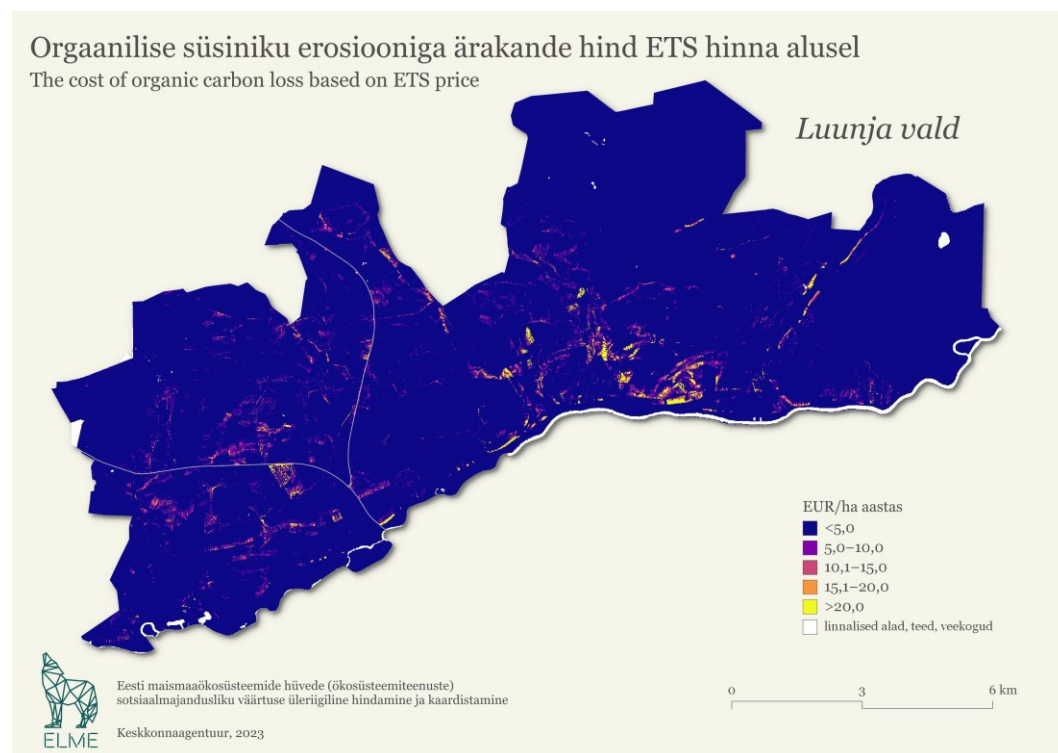 Orgaanilise süsiniku erosiooniga ärakande hind ETS hinna alusel
The cost of organic carbon loss based on ETS price
Luunja vald
EUR/ha aastas
<5,0
5,0–10,0
10,1–15,0
15,1–20,0
>20,0
linnalised alad, teed, veekogud
Eesti maismaaökosüsteemide hüvede (ökosüsteemiteenuste)
sotsiaalmajandusliku väärtuse üleriigiline hindamine ja kaardistamine
Keskkonnaagentuur, 2023
ELME
0 3 6 km